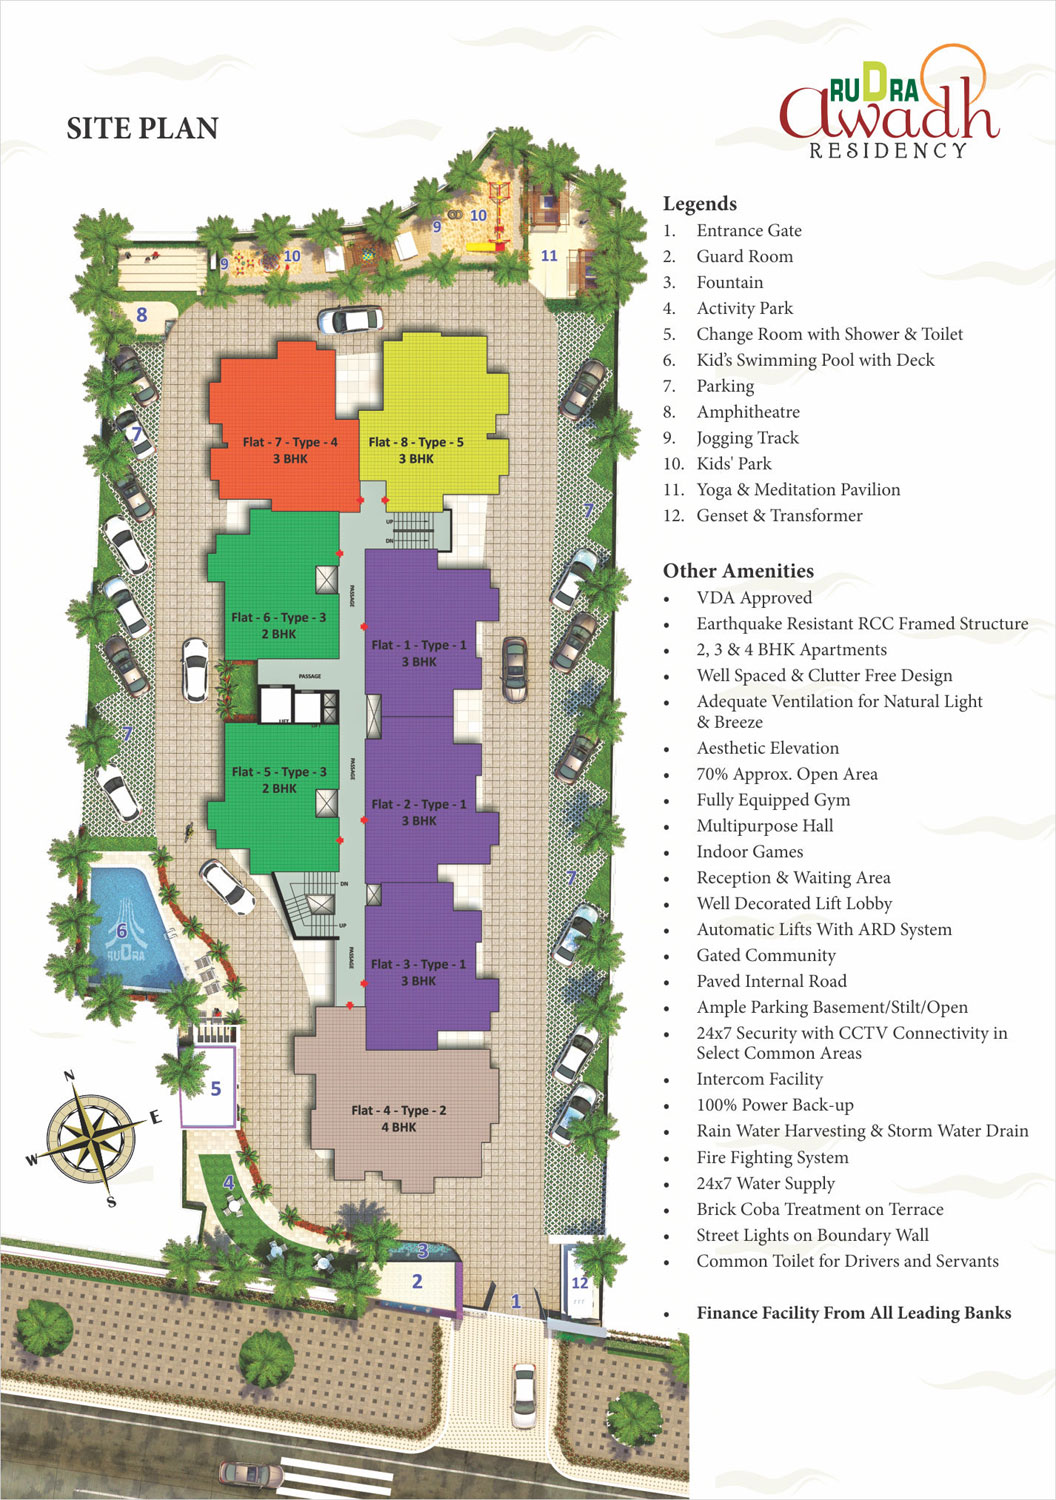 SITE PLAN
RUDRA
awadh
RESIDENCY
Legends
1. Entrance Gate
2. Guard Room
3. Fountain
4. Activity Park
5. Change Room with Shower & Toilet
6. Kid's Swimming Pool with Deck
7. Parking
8. Amphitheatre
9. Jogging Track
10. Kids' Park
11. Yoga & Meditation Pavilion
12. Genset & Transformer
Other Amenities
• VDA Approved
• Earthquake Resistant RCC Framed Structure
• 2, 3 & 4 BHK Apartments
• Well Spaced & Clutter Free Design
• Adequate Ventilation for Natural Light
& Breeze
• Aesthetic Elevation
• 70% Approx. Open Area
• Fully Equipped Gym
• Multipurpose Hall
• Indoor Games
• Reception & Waiting Area
• Well Decorated Lift Lobby
• Automatic Lifts With ARD System
• Gated Community
• Paved Internal Road
• Ample Parking Basement/Stilt/Open
• 24x7 Security with CCTV Connectivity in
Select Common Areas
• Intercom Facility
• 100% Power Back-up
• Rain Water Harvesting & Storm Water Drain
• Fire Fighting System
• 24x7 Water Supply
• Brick Coba Treatment on Terrace
• Street Lights on Boundary Wall
• Common Toilet for Drivers and Servants
• Finance Facility From All Leading Banks
10
9
9
10
11
8
7
Flat - 7 - Type - 4
3 BHK
Flat - 8 - Type - 5
3 BHK
7
UP
DN
PASSAGE
Flat - 6 - Type - 3
2 BHK
Flat - 1 - Type - 1
3 BHK
PASSAGE
LIFT
LIFT
7
PASSAGE
Flat - 5 - Type - 3
2 BHK
Flat - 2 - Type - 1
3 BHK
7
DN
UP
6
RUDRA
PASSAGE
Flat - 3 - Type - 1
3 BHK
5
Flat - 4 - Type - 2
4 BHK
N
E
W
S
4
3
2
1
12